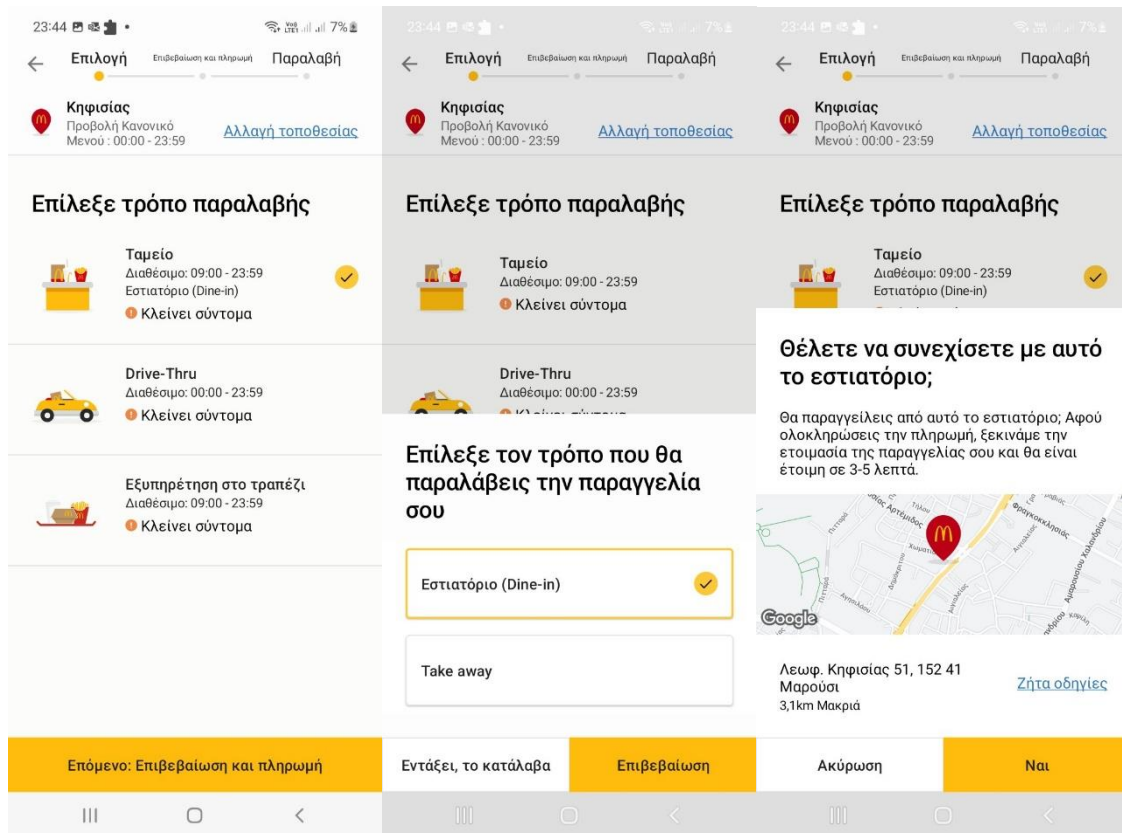 23:44
7%
Επιλογή
Επιβεβαίωση και πληρωμή
Παραλαβή
Κηφισίας
Προβολή Κανονικό
Μενού : 00:00 - 23:59
Αλλαγή τοποθεσίας
Επίλεξε τρόπο παραλαβής
Ταμείο
Διαθέσιμο: 09:00 - 23:59
Εστιατόριο (Dine-in)
Κλείνει σύντομα
Drive-Thru
Διαθέσιμο: 00:00 - 23:59
Κλείνει σύντομα
Εξυπηρέτηση στο τραπέζι
Διαθέσιμο: 09:00 - 23:59
Κλείνει σύντομα
Επόμενο: Επιβεβαίωση και πληρωμή
23:44
7%
Επιλογή
Επιβεβαίωση και πληρωμή
Παραλαβή
Κηφισίας
Προβολή Κανονικό
Μενού : 00:00 - 23:59
Αλλαγή τοποθεσίας
Επίλεξε τρόπο παραλαβής
Ταμείο
Διαθέσιμο: 09:00 - 23:59
Κλείνει σύντομα
Drive-Thru
Διαθέσιμο: 00:00 - 23:59
Επίλεξε τον τρόπο που θα
παραλάβεις την παραγγελία
σου
Εστιατόριο (Dine-in)
Take away
Εντάξει, το κατάλαβα
Επιβεβαίωση
23:44
7%
Επιλογή
Επιβεβαίωση και πληρωμή
Παραλαβή
Κηφισίας
Προβολή Κανονικό
Μενού : 00:00 - 23:59
Αλλαγή τοποθεσίας
Επίλεξε τρόπο παραλαβής
Ταμείο
Διαθέσιμο: 09:00 - 23:59
Εστιατόριο (Dine-in)
Θέλετε να συνεχίσετε με αυτό
το εστιατόριο;
Θα παραγγείλεις από αυτό το εστιατόριο; Αφού
ολοκληρώσεις την πληρωμή, ξεκινάμε την
ετοιμασία της παραγγελίας σου και θα είναι
έτοιμη σε 3-5 λεπτά.
Φραγκοκκλησιάς
Αμαρουσίου Χαλανδρίου
Google
Λεωφ. Κηφισίας 51, 152 41
Μαρούσι
3,1km Μακριά
Ζήτα οδηγίες
Ακύρωση
Ναι